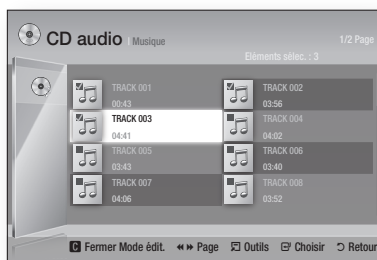 CD audio | Musique
1/2 Page
Eléments sélec. : 3
TRACK 001
00:43
TRACK 002
03:56
TRACK 003
04:41
TRACK 004
04:02
TRACK 005
03:43
TRACK 006
03:40
TRACK 007
04:06
TRACK 008
03:52
C Fermer Mode édit. Page Outils Choisir Retour